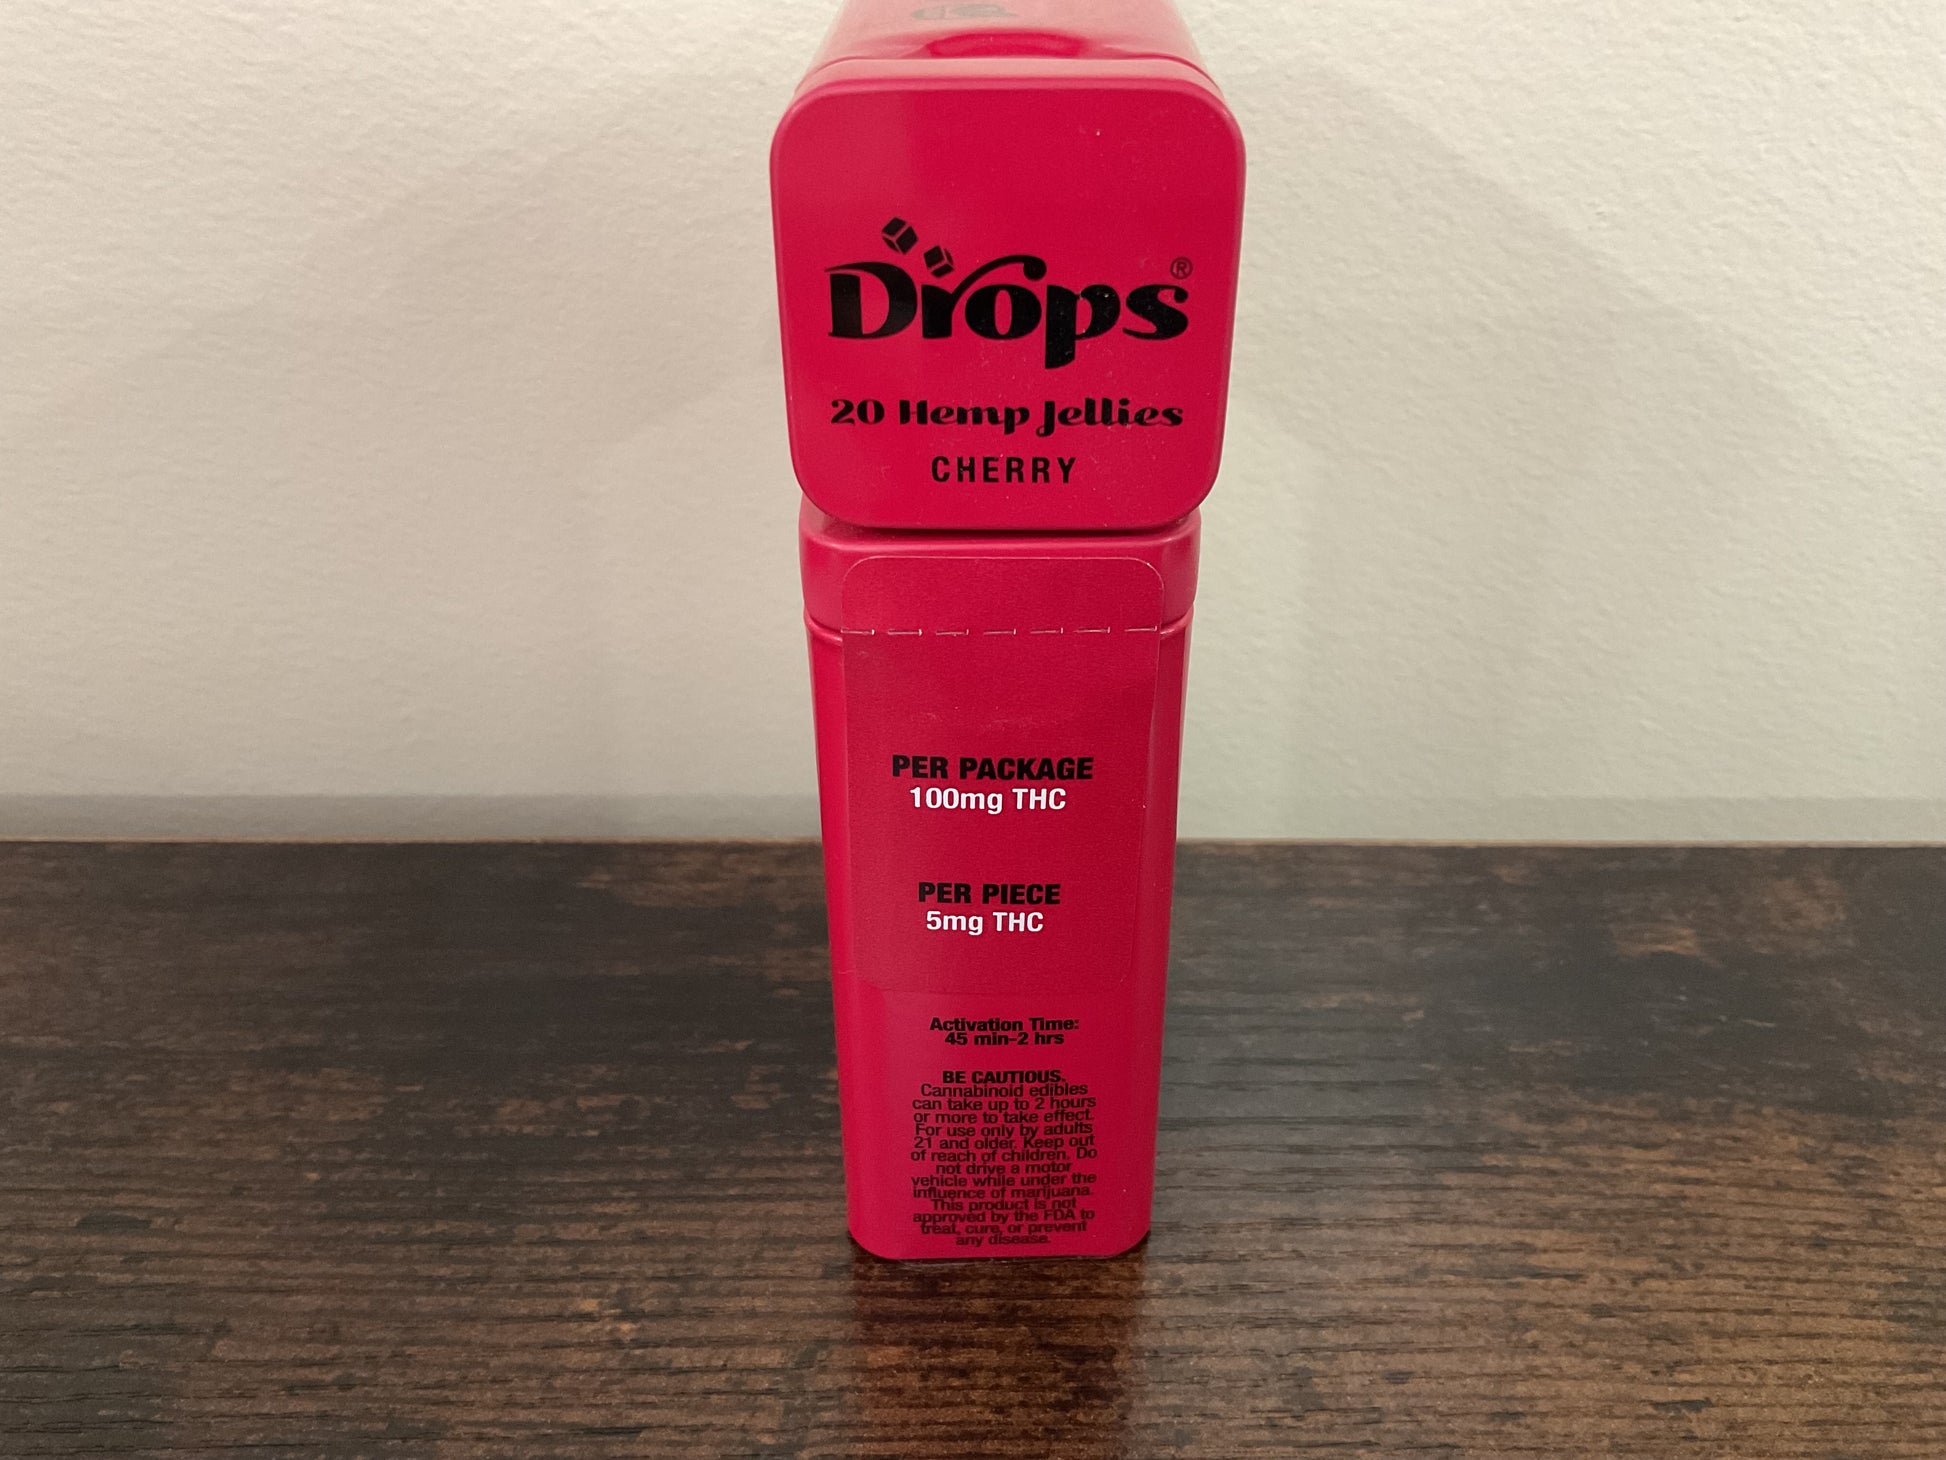 Drops®
20 Hemp Jellies
CHERRY
PER PACKAGE
100mg THC
PER PIECE
5mg THC
Activation Time:
45 min-2 hrs
BE CAUTIOUS.
Cannabinoid edibles
can take up to 2 hours
or more to take effect.
For use only by adults
21 and older. Keep out
of reach of children. Do
not drive a motor
vehicle while under the
influence of marijuana.
This product is not
approved by the FDA to
treat, cure, or prevent
any disease.